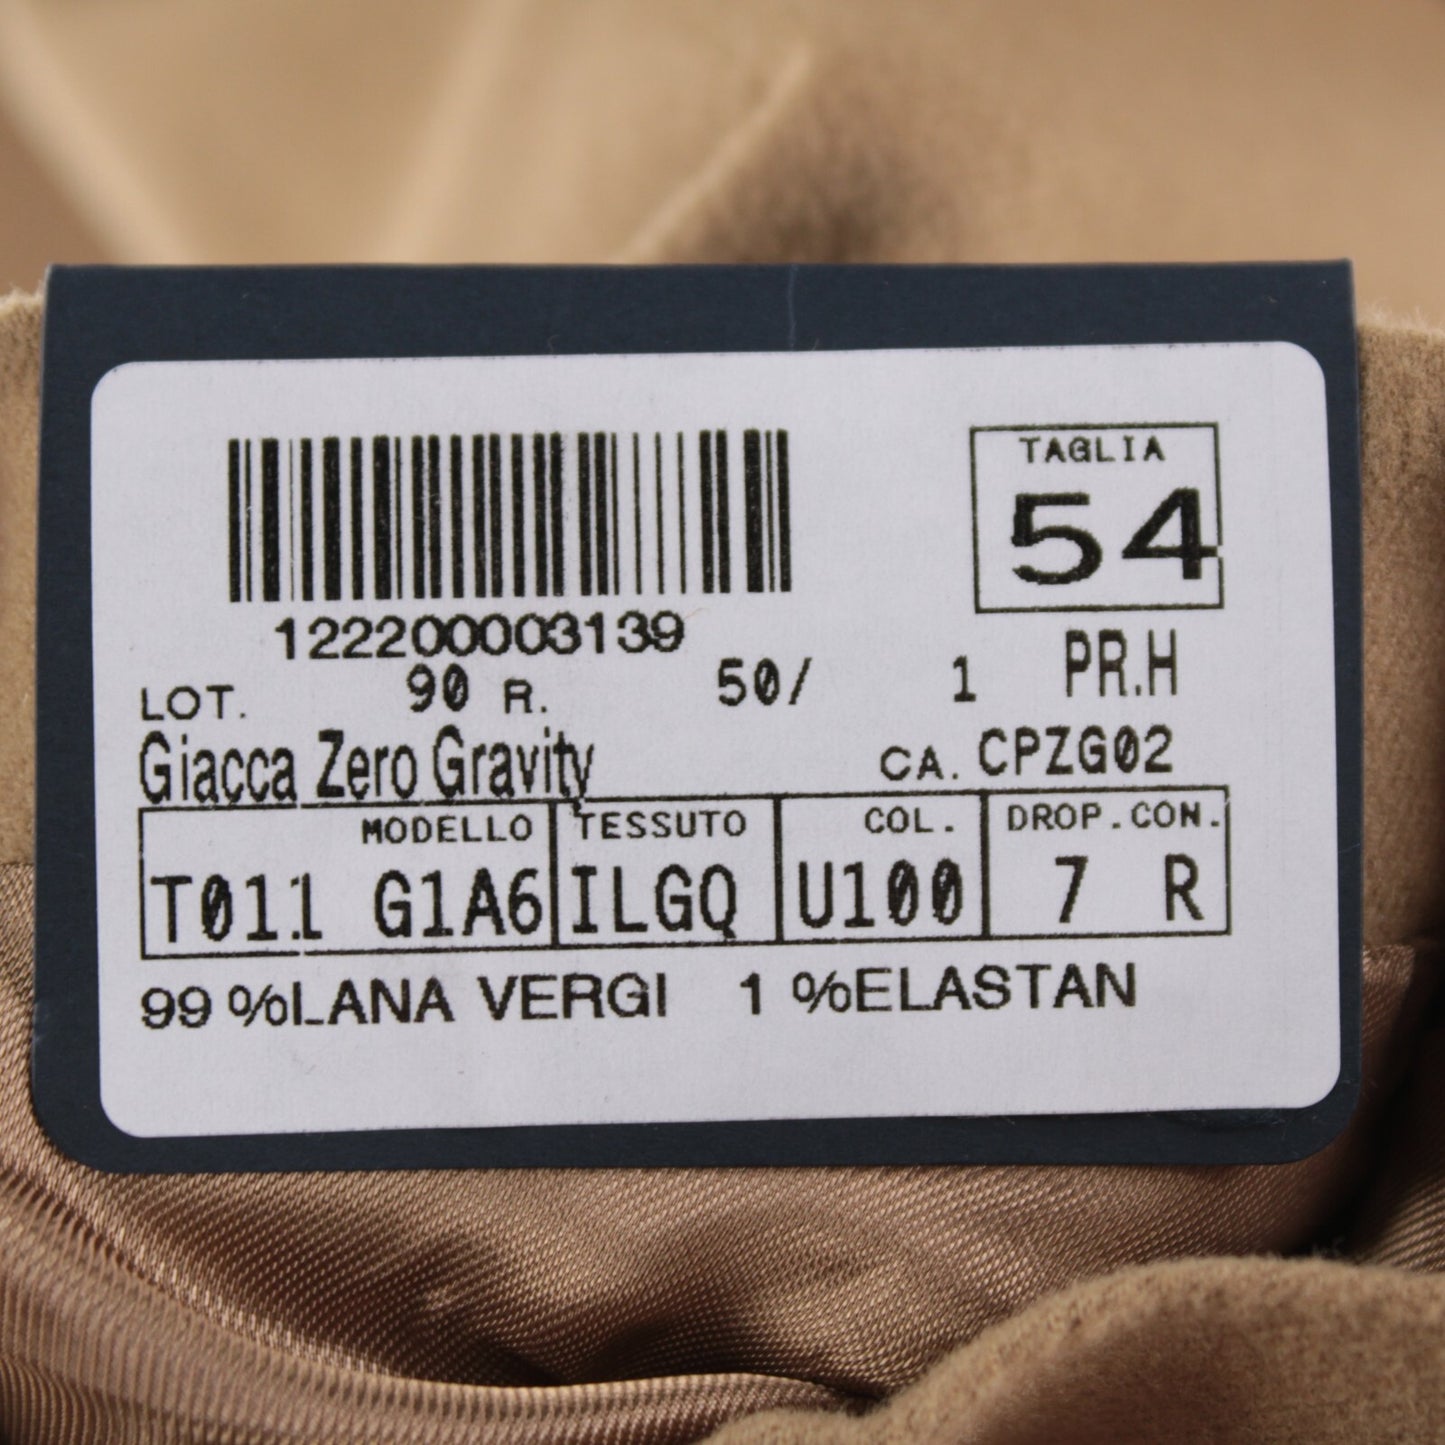 TAGLIA
54
122200003139
LOT. 90 R. 50/ 1 PR.H
Giacca Zero Gravity CA. CPZG02
MODELLO TESSUTO COL. DROP.CON.
T011 G1A6 ILGQ U100 7 R
99 %LANA VERGI 1 %ELASTAN